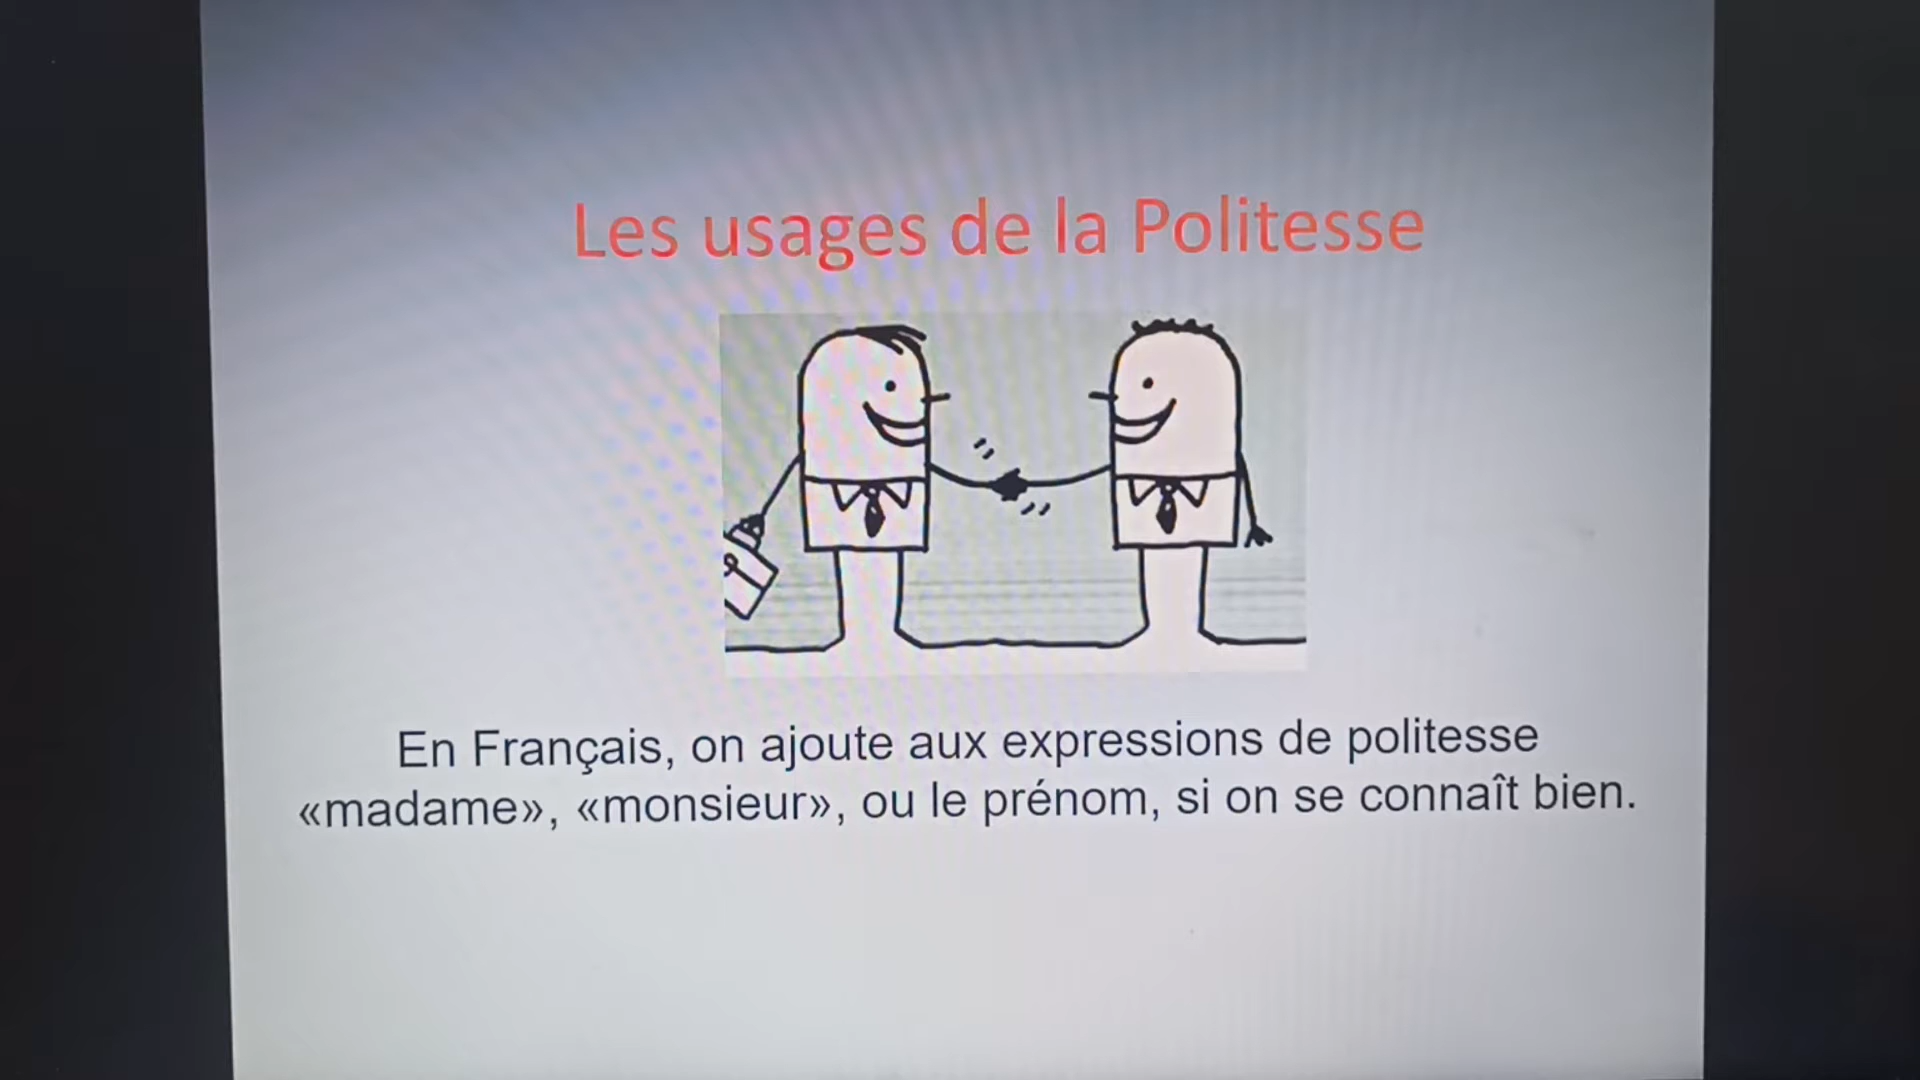 Les usages de la Politesse
En Français, on ajoute aux expressions de politesse
«madame», «monsieur», ou le prénom, si on se connaît bien.